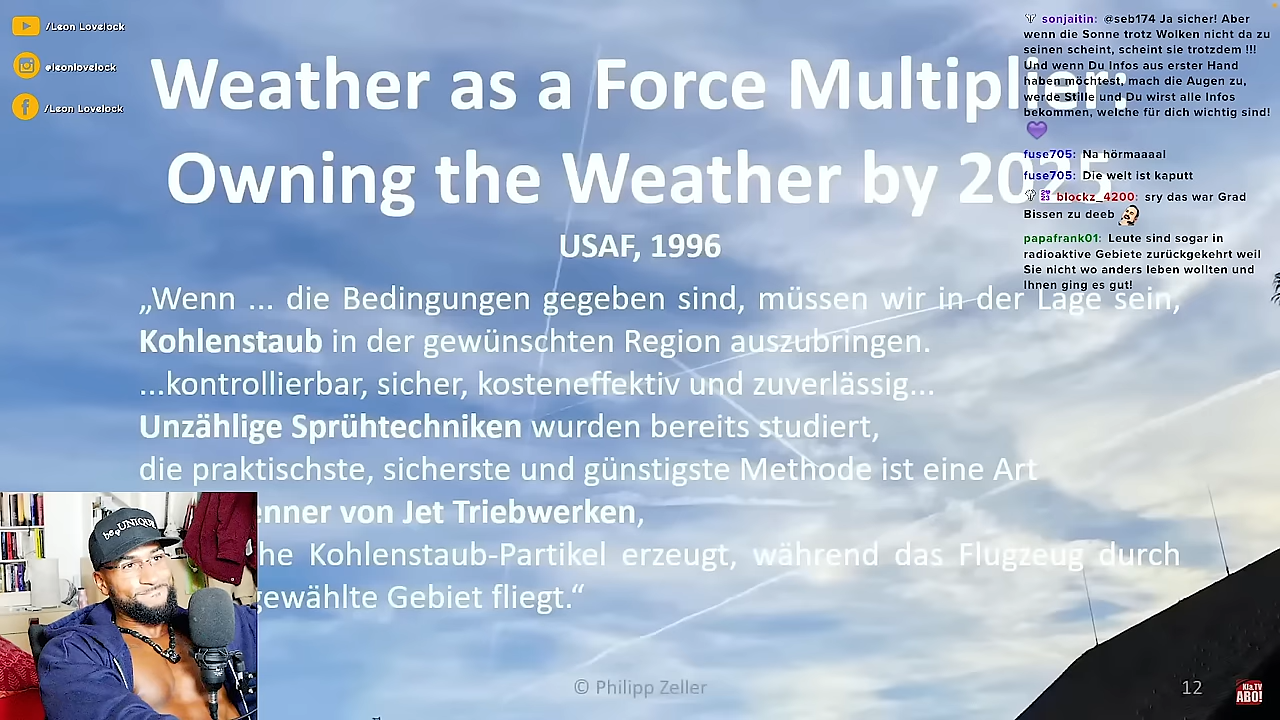 /Leon Lovelock
@leonlovelock
/Leon Lovelock
Weather as a Force Multiplier:
Owning the Weather by 2025
USAF, 1996
„Wenn ... die Bedingungen gegeben sind, müssen wir in der Lage sein,
Kohlenstaub in der gewünschten Region auszubringen.
...kontrollierbar, sicher, kosteneffektiv und zuverlässig...
Unzählige Sprühtechniken wurden bereits studiert,
die praktischste, sicherste und günstigste Methode ist eine Art
enner von Jet Triebwerken,
he Kohlenstaub-Partikel erzeugt, während das Flugzeug durch
gewählte Gebiet fliegt.“
© Philipp Zeller
12
Kla.TV
ABO!
sonjaitin: @seb174 Ja sicher! Aber
wenn die Sonne trotz Wolken nicht da zu
seinen scheint, scheint sie trotzdem !!!
Und wenn Du Infos aus erster Hand
haben möchtest, mach die Augen zu,
werde Stille und Du wirst alle Infos
bekommen, welche für dich wichtig sind!
fuse705: Na hörmaaaal
fuse705: Die welt ist kaputt
blockz_4200: sry das war Grad
Bissen zu deeb
papafrank01: Leute sind sogar in
radioaktive Gebiete zurückgekehrt weil
Sie nicht wo anders leben wollten und
Ihnen ging es gut!
be UNIQUE